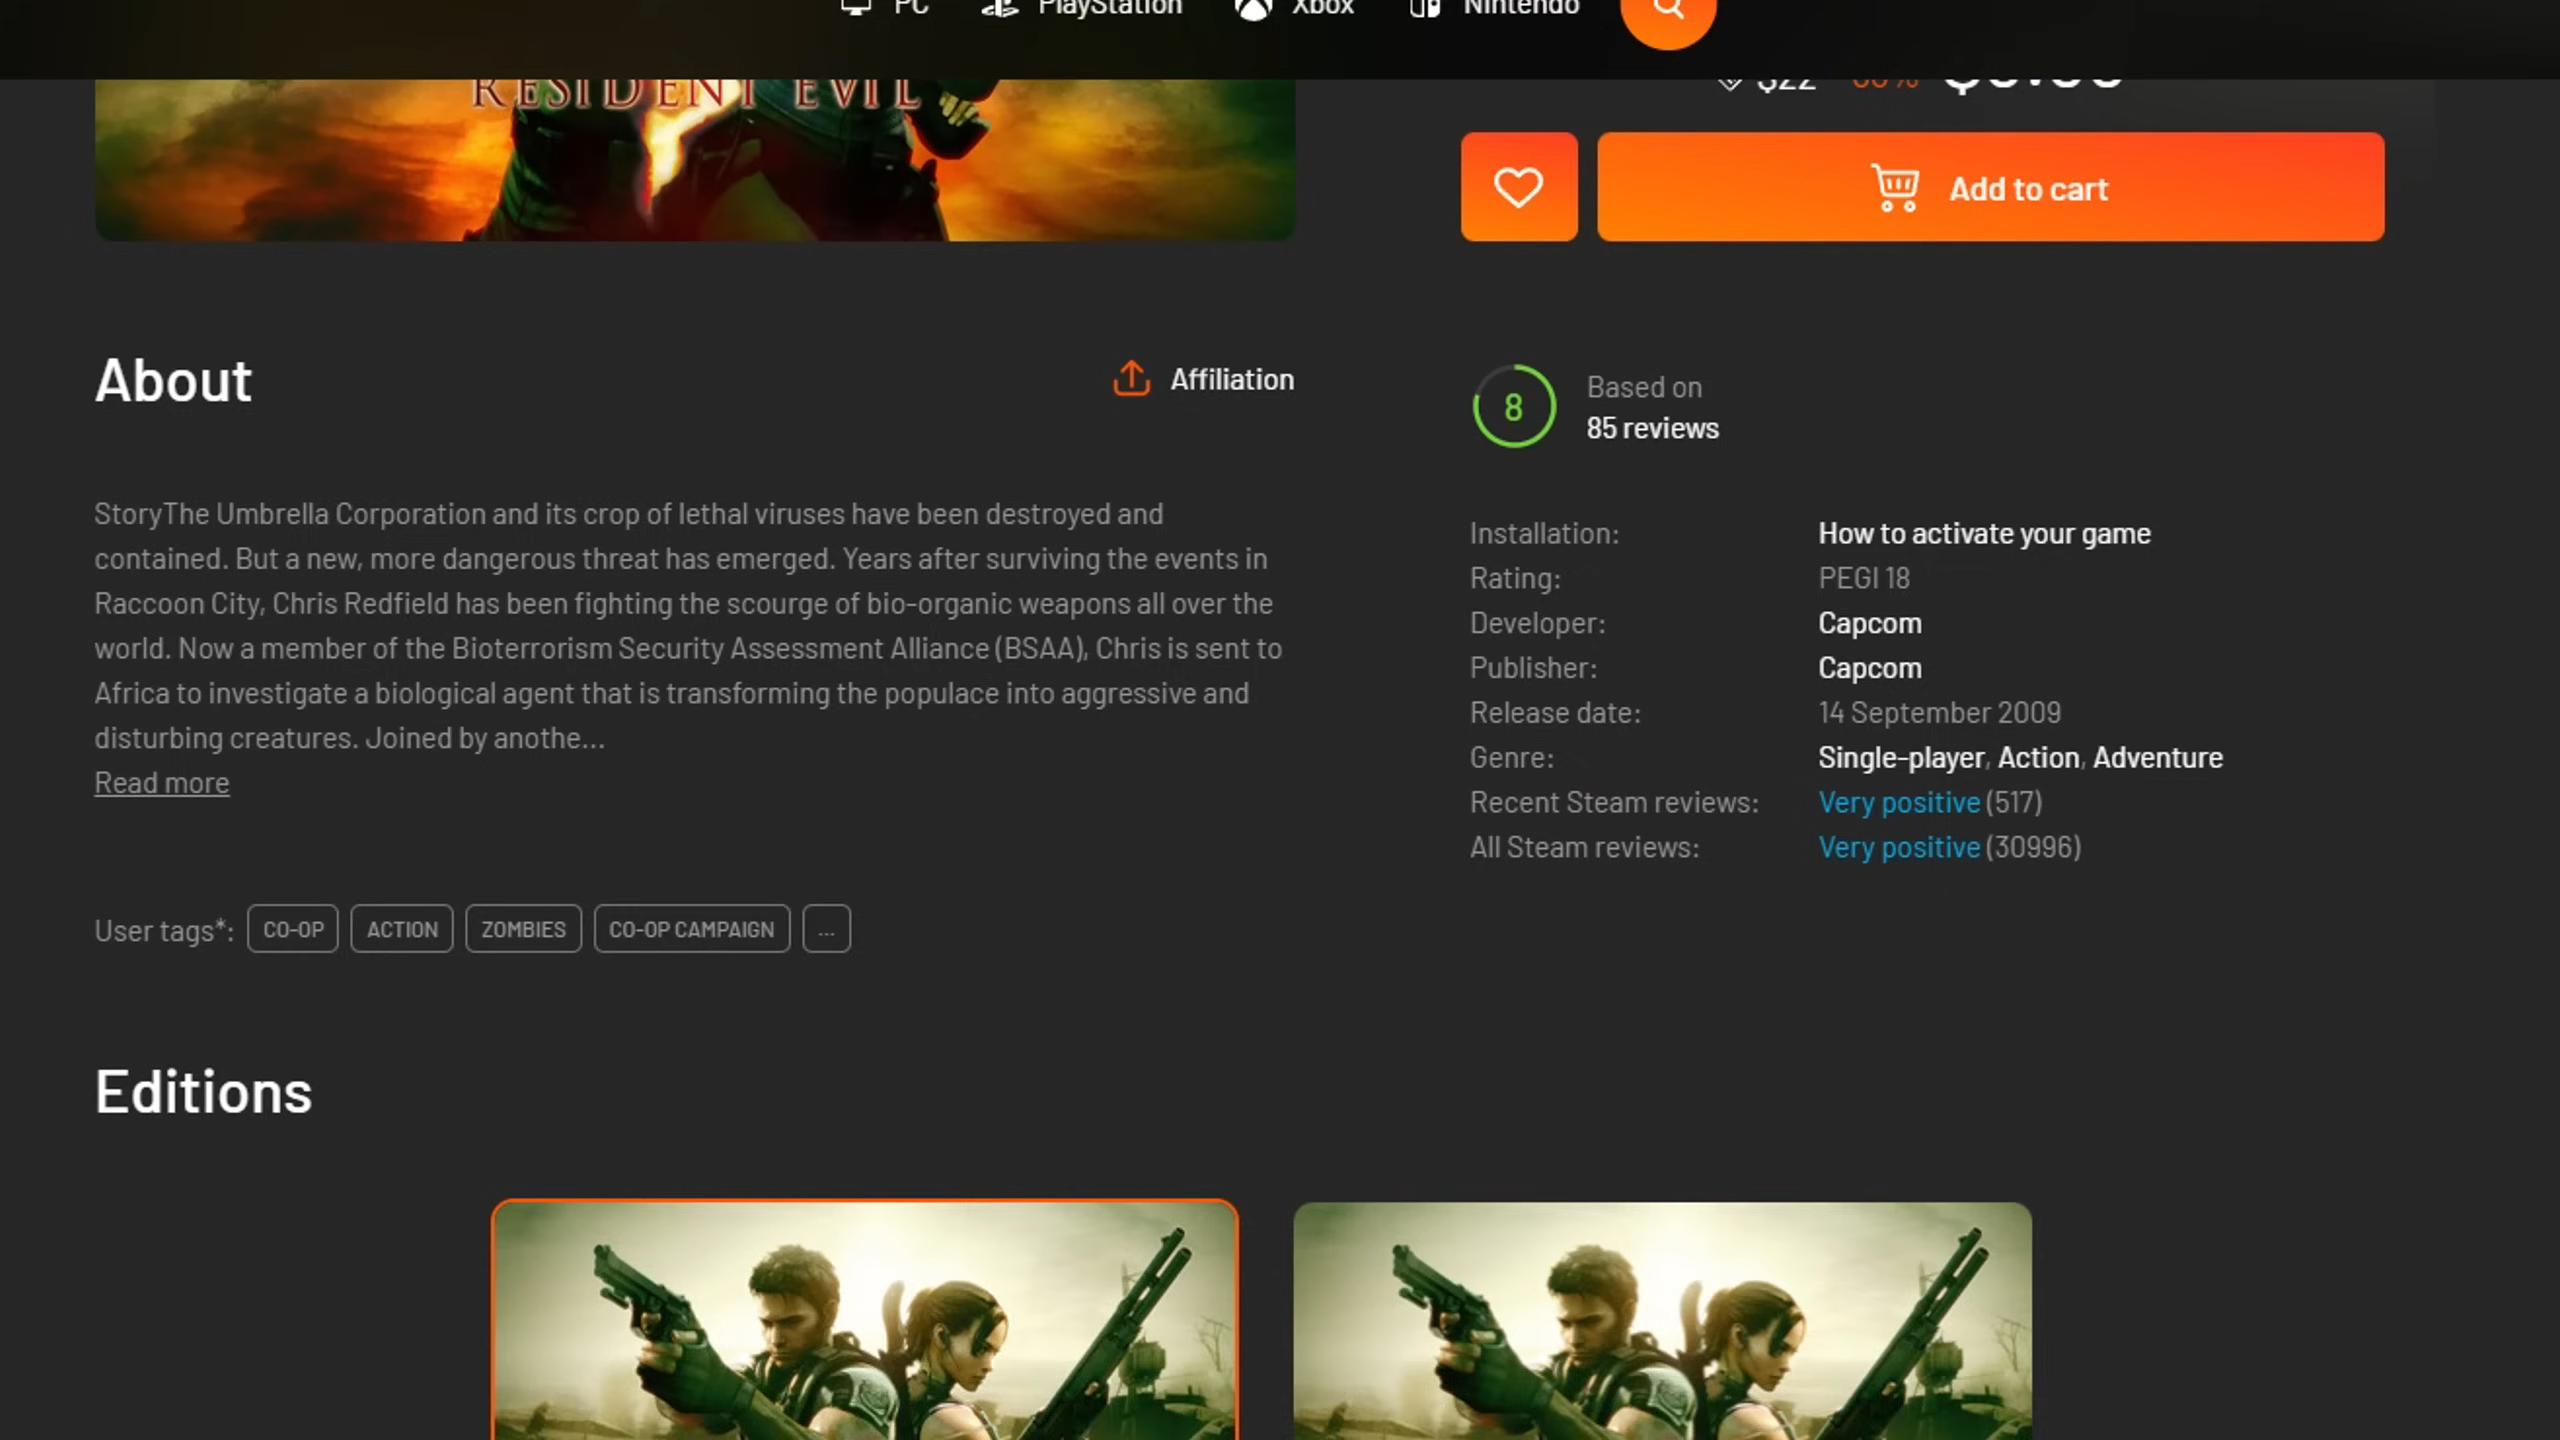 PC PlayStation Xbox Nintendo
RESIDENT EVIL
$22
Add to cart
About
Affiliation
8
Based on
85 reviews
StoryThe Umbrella Corporation and its crop of lethal viruses have been destroyed and
contained. But a new, more dangerous threat has emerged. Years after surviving the events in
Raccoon City, Chris Redfield has been fighting the scourge of bio-organic weapons all over the
world. Now a member of the Bioterrorism Security Assessment Alliance (BSAA), Chris is sent to
Africa to investigate a biological agent that is transforming the populace into aggressive and
disturbing creatures. Joined by anothe...
Read more
Installation: How to activate your game
Rating: PEGI 18
Developer: Capcom
Publisher: Capcom
Release date: 14 September 2009
Genre: Single-player, Action, Adventure
Recent Steam reviews: Very positive (517)
All Steam reviews: Very positive (30996)
User tags*: CO-OP ACTION ZOMBIES CO-OP CAMPAIGN ...
Editions